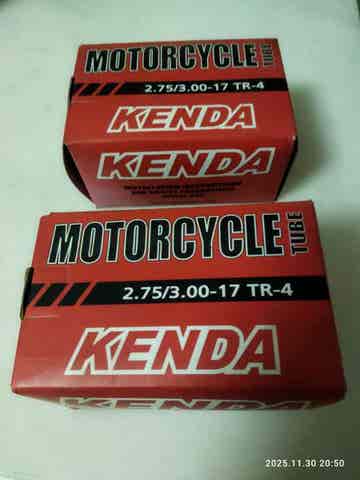 MOTORCYCLE TUBE
2.75/3.00-17 TR-4
KENDA
KENDA
MOTORCYCLE TUBE
2.75/3.00-17 TR-4
KENDA
KENDA
2025.11.30 20:50